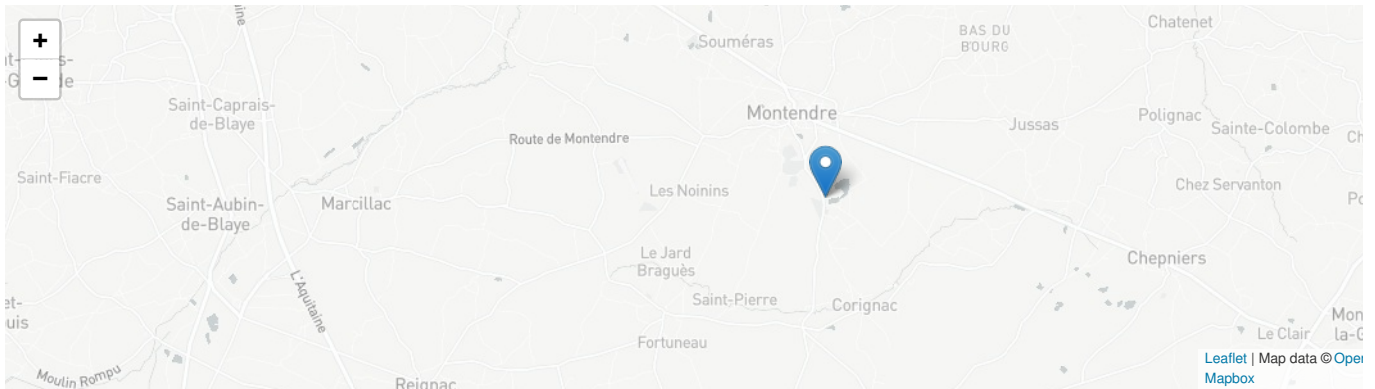 +
−
Souméras
BAS DU
B'OURG
Chatenet
Saint-Caprais-
de-Blaye
Montendre
Route de Montendre
Jussas
Polignac
Sainte-Colombe
Saint-Fiacre
Les Noinins
Chez Servanton
Saint-Aubin-
de-Blaye
Marcillac
Le Jard
Braguès
Chepniers
L'Aquitaine
Saint-Pierre
Corignac
Fortuneau
Le Clair
Moulin Rompu
Reignac
Leaflet | Map data © Open
Mapbox